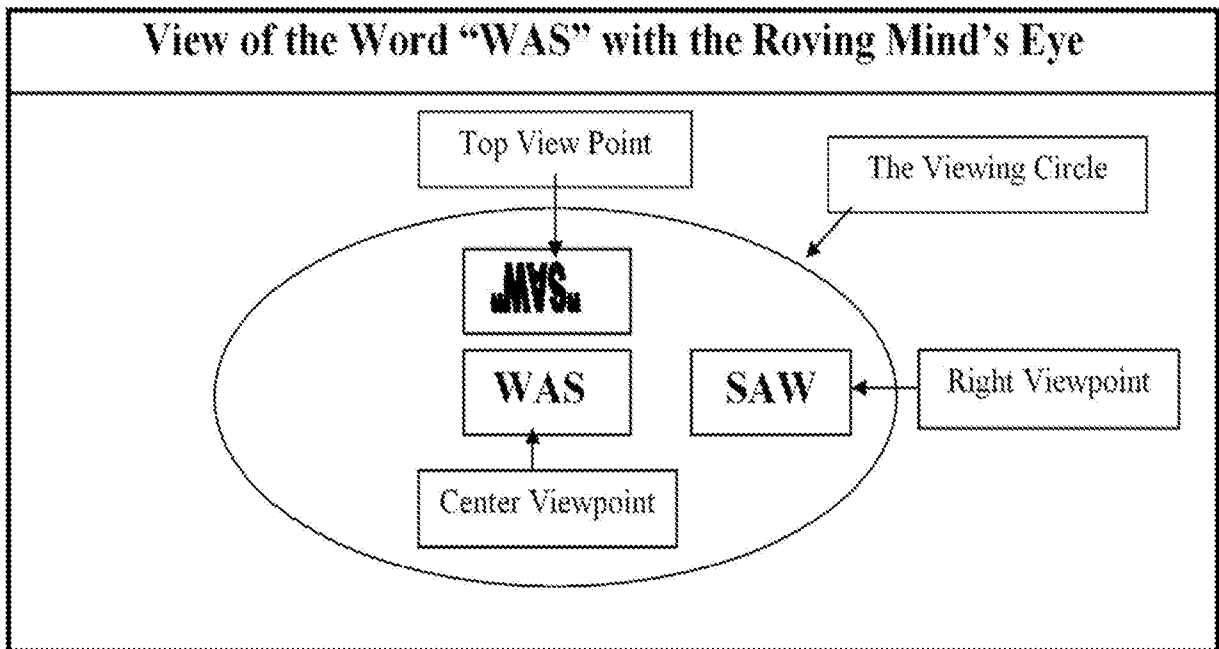 View of the Word “WAS” with the Roving Mind’s Eye
Top View Point
The Viewing Circle
"SAW"
WAS
SAW
Right Viewpoint
Center Viewpoint